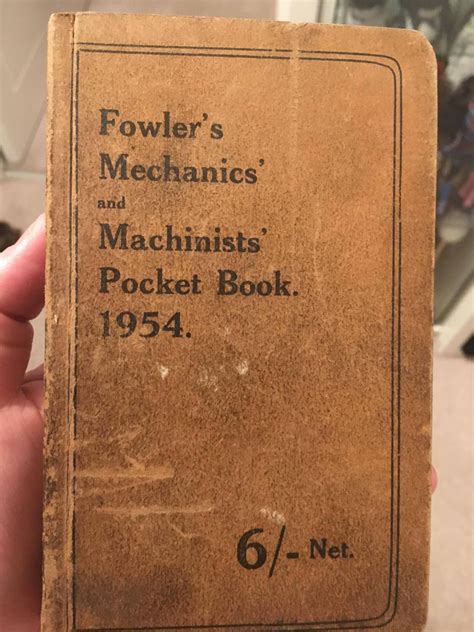 Fowler's
Mechanics'
and
Machinists'
Pocket Book.
1954.
6/- Net.